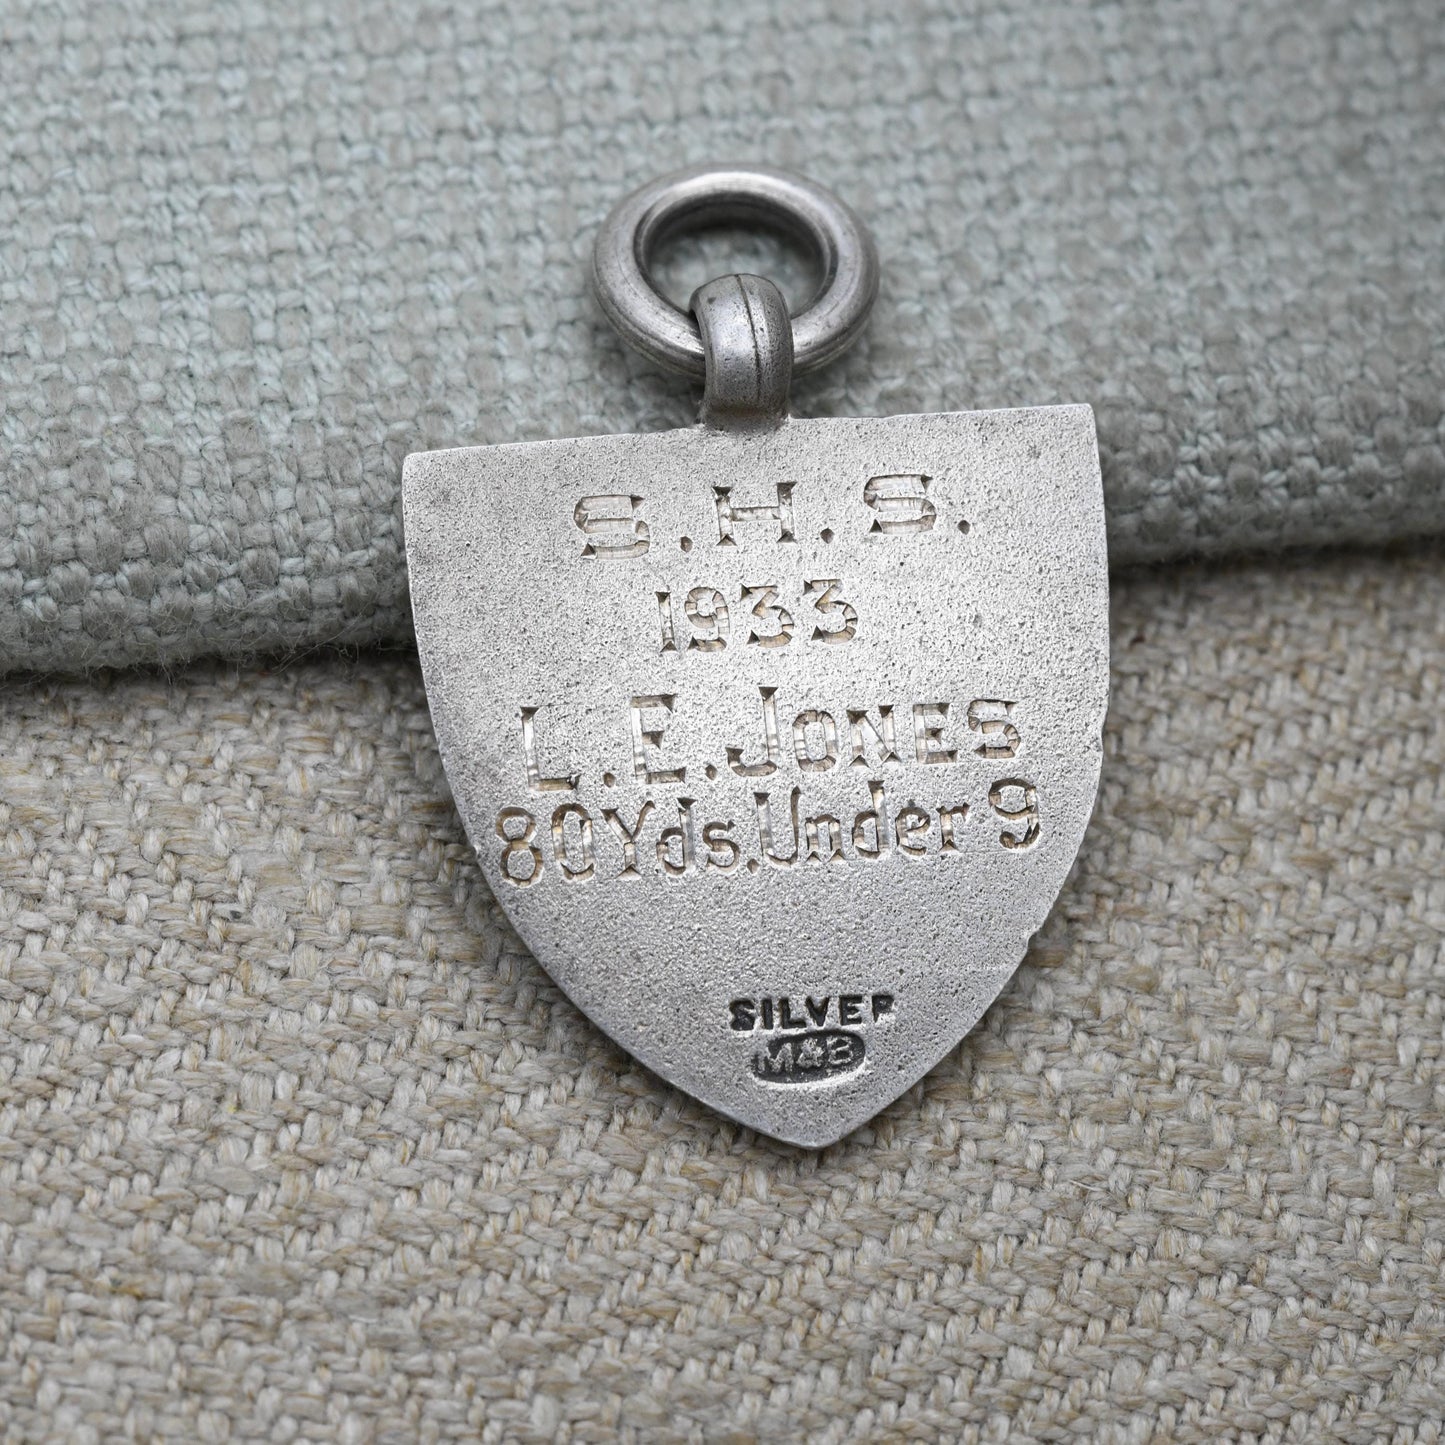 S.H.S.
1933
L.E.Jones
80Yds.Under 9
SILVER
M&B